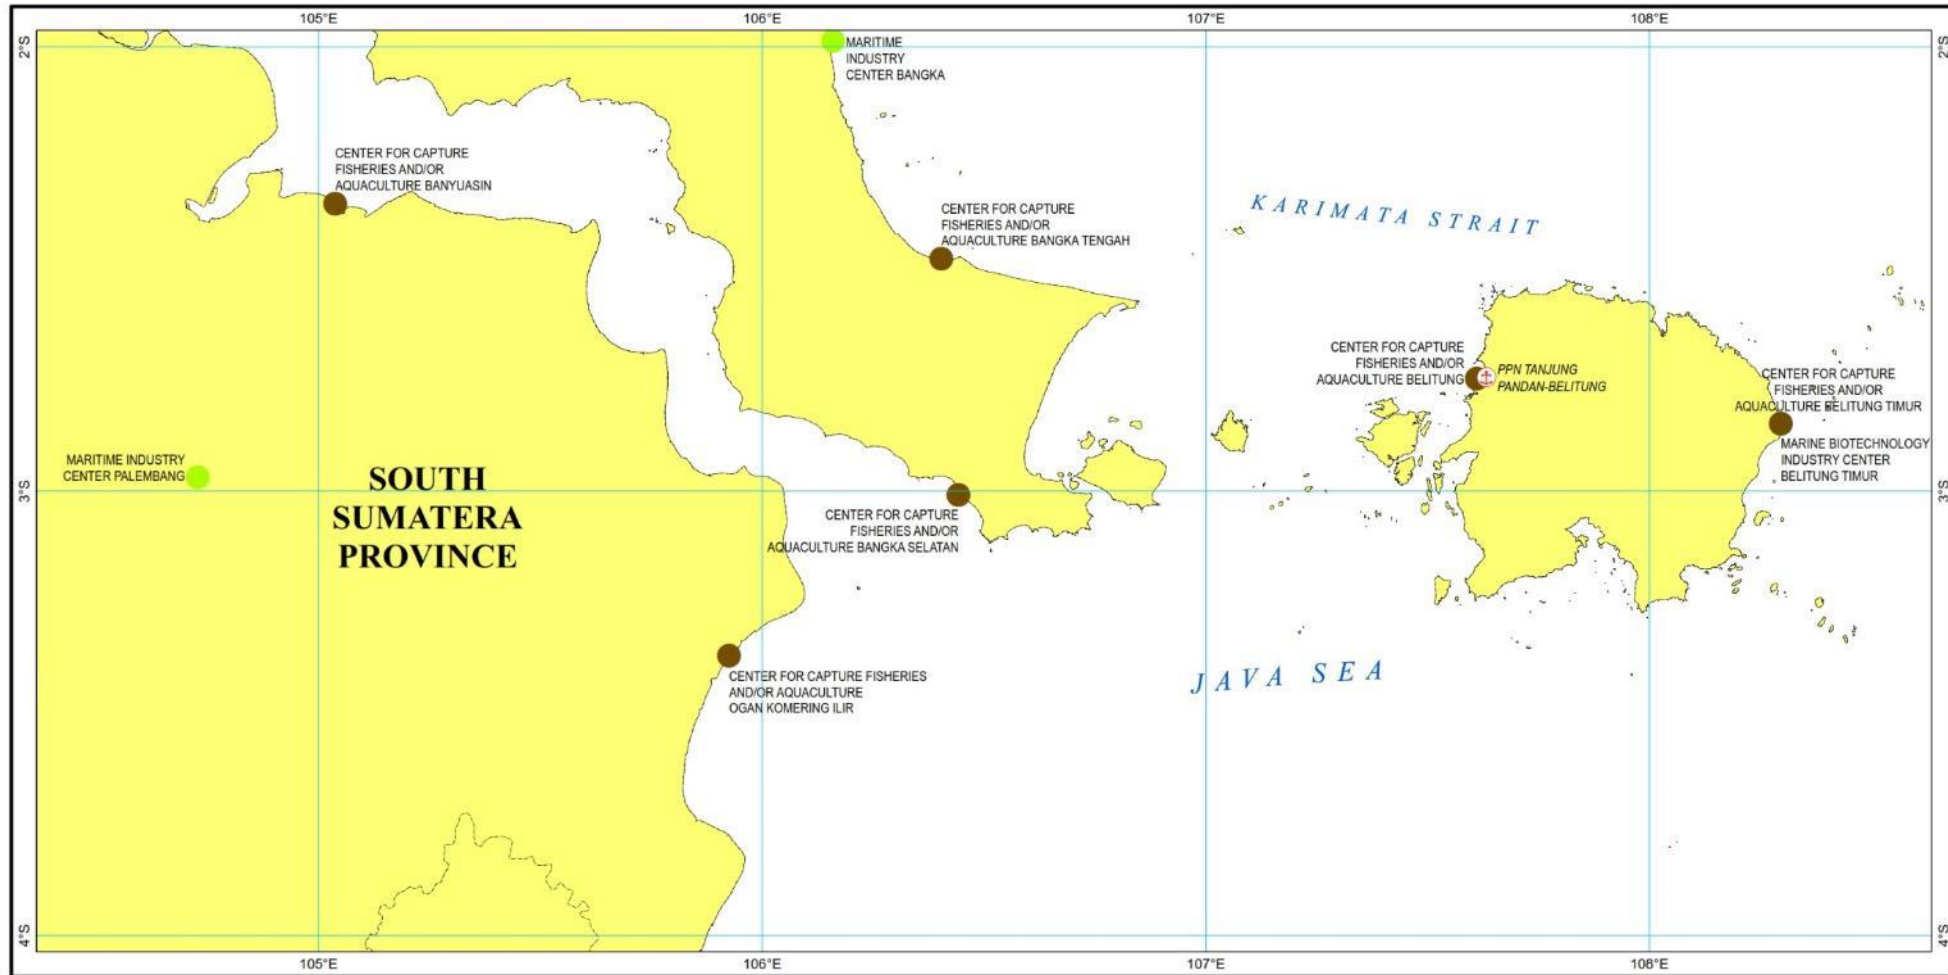 105°E
106°E
107°E
108°E
2°S
2°S
MARITIME
INDUSTRY
CENTER BANGKA
CENTER FOR CAPTURE
FISHERIES AND/OR
AQUACULTURE BANYUASIN
CENTER FOR CAPTURE
FISHERIES AND/OR
AQUACULTURE BANGKA TENGAH
KARIMATA STRAIT
CENTER FOR CAPTURE
FISHERIES AND/OR
AQUACULTURE BELITUNG
PPN TANJUNG
PANDAN-BELITUNG
CENTER FOR CAPTURE
FISHERIES AND/OR
AQUACULTURE BELITUNG TIMUR
MARINE BIOTECHNOLOGY
INDUSTRY CENTER
BELITUNG TIMUR
MARITIME INDUSTRY
CENTER PALEMBANG
SOUTH
SUMATERA
PROVINCE
3°S
3°S
CENTER FOR CAPTURE
FISHERIES AND/OR
AQUACULTURE BANGKA SELATAN
CENTER FOR CAPTURE FISHERIES
AND/OR AQUACULTURE
OGAN KOMERING ILIR
JAVA SEA
4°S
4°S
105°E
106°E
107°E
108°E